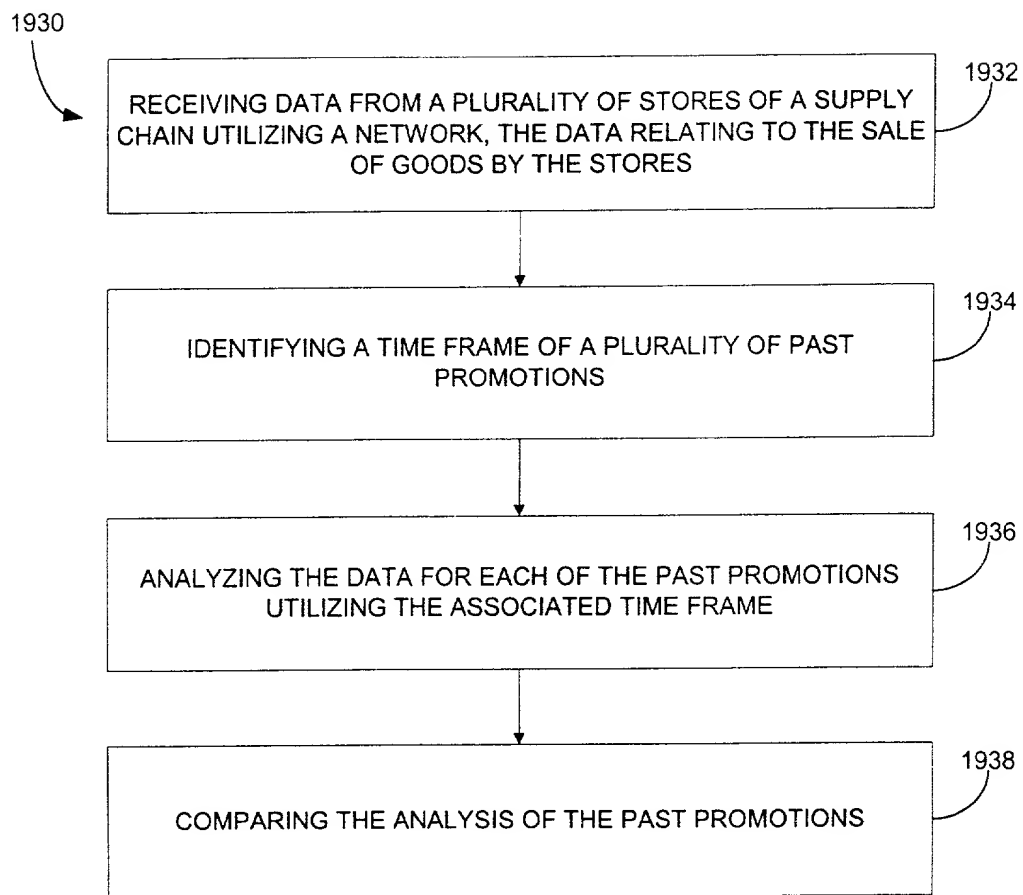 1930
1932
RECEIVING DATA FROM A PLURALITY OF STORES OF A SUPPLY
CHAIN UTILIZING A NETWORK, THE DATA RELATING TO THE SALE
OF GOODS BY THE STORES
1934
IDENTIFYING A TIME FRAME OF A PLURALITY OF PAST
PROMOTIONS
1936
ANALYZING THE DATA FOR EACH OF THE PAST PROMOTIONS
UTILIZING THE ASSOCIATED TIME FRAME
1938
COMPARING THE ANALYSIS OF THE PAST PROMOTIONS